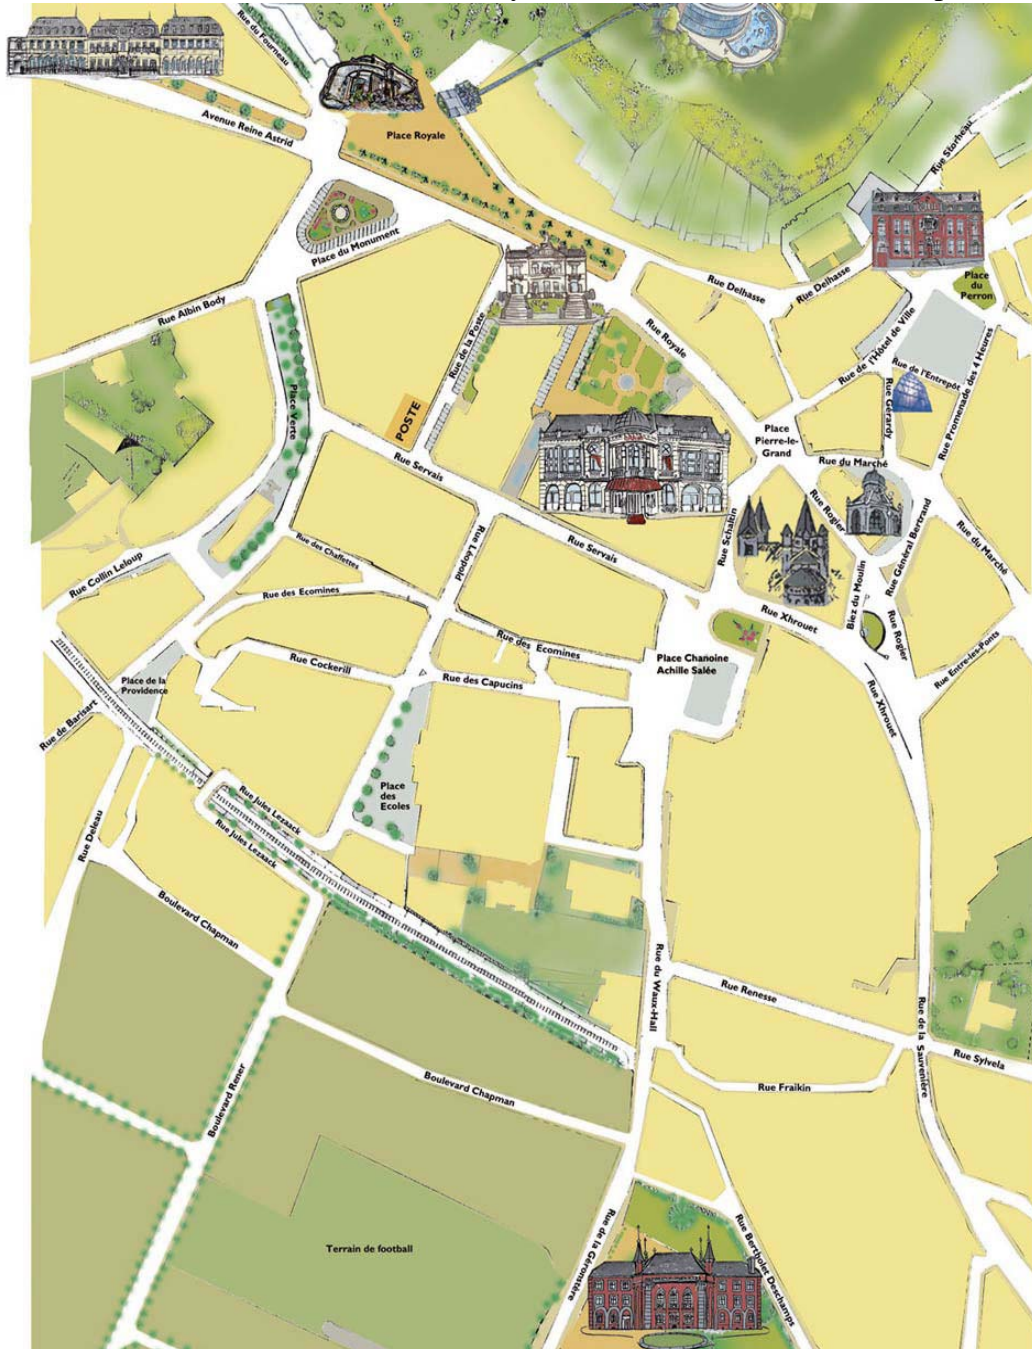 Rue du Fourneau
Avenue Reine Astrid
Place Royale
Rue Storheau
Place du Monument
Rue Delhasse
Rue Delhasse
Place
du
Perron
Rue Albin Body
Rue de la Poste
Rue Royale
Rue de l'Hôtel de Ville
Rue de l'Entrepôt
Rue Promenade des 4 Heures
Rue Gérardy
Place Verte
POSTE
Place
Pierre-le-
Grand
Rue Servais
Rue du Marché
Rue Rogier
Rue Schaltin
Rue Servais
Rue Léopold
Rue Général Bertrand
Rue du Marché
Rue des Chaffettes
Rue Collin Leloup
Rue des Ecomines
Biez du Moulin
Rue Xhrouet
Rue Rogier
Rue des Ecomines
Rue Cockerill
Place Chanoine
Achille Salée
Rue Entre-les-Ponts
Rue des Capucins
Place de la
Providence
Rue de Barisart
Rue Xhrouet
Place
des
Ecoles
Rue Jules Lezaack
Rue Jules Lezaack
Rue Deleau
Boulevard Chapman
Rue du Waux-Hall
Rue Renesse
Rue de la Sauvenière
Rue Sylvela
Rue Fraikin
Boulevard Chapman
Boulevard Rener
Rue de la Géronstère
Rue Bertholet Deschamps
Terrain de football